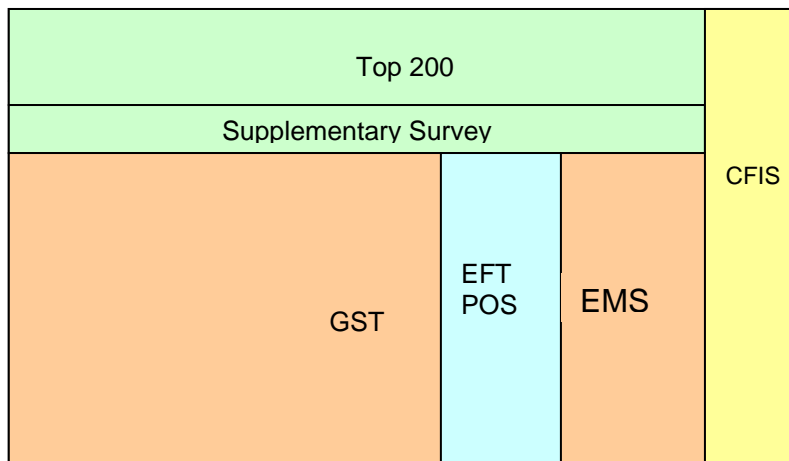 Top 200
Supplementary Survey
CFIS
EFT
POS
EMS
GST